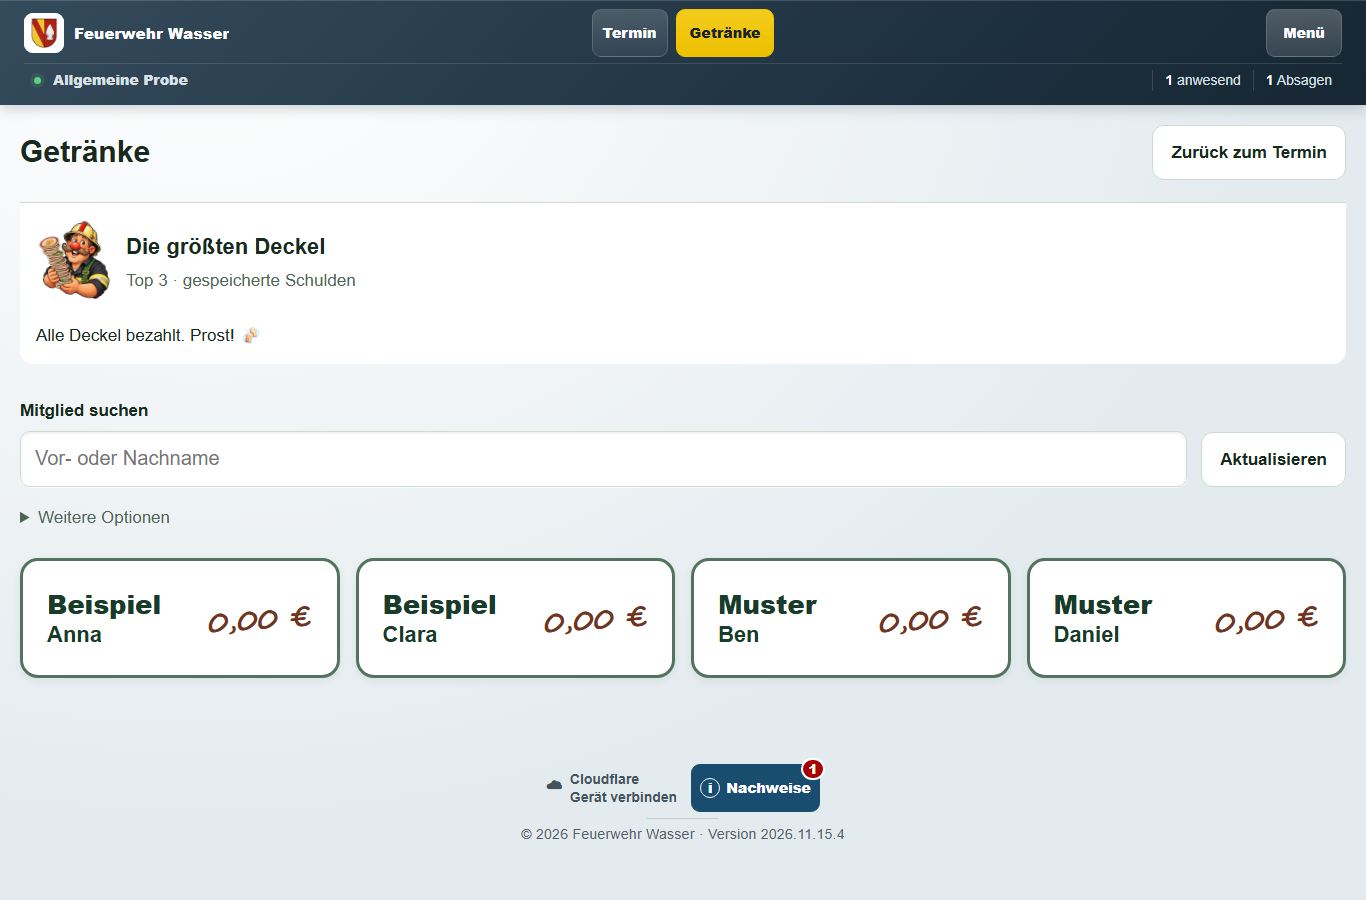 Feuerwehr Wasser
Termin
Getränke
Menü
Allgemeine Probe
1 anwesend
1 Absagen
Getränke
Zurück zum Termin
Die größten Deckel
Top 3 · gespeicherte Schulden
Alle Deckel bezahlt. Prost! 🍻
Mitglied suchen
Vor- oder Nachname
Aktualisieren
Weitere Optionen
Beispiel
Anna
0,00 €
Beispiel
Clara
0,00 €
Muster
Ben
0,00 €
Muster
Daniel
0,00 €
Cloudflare
Gerät verbinden
i Nachweise
1
© 2026 Feuerwehr Wasser · Version 2026.11.15.4